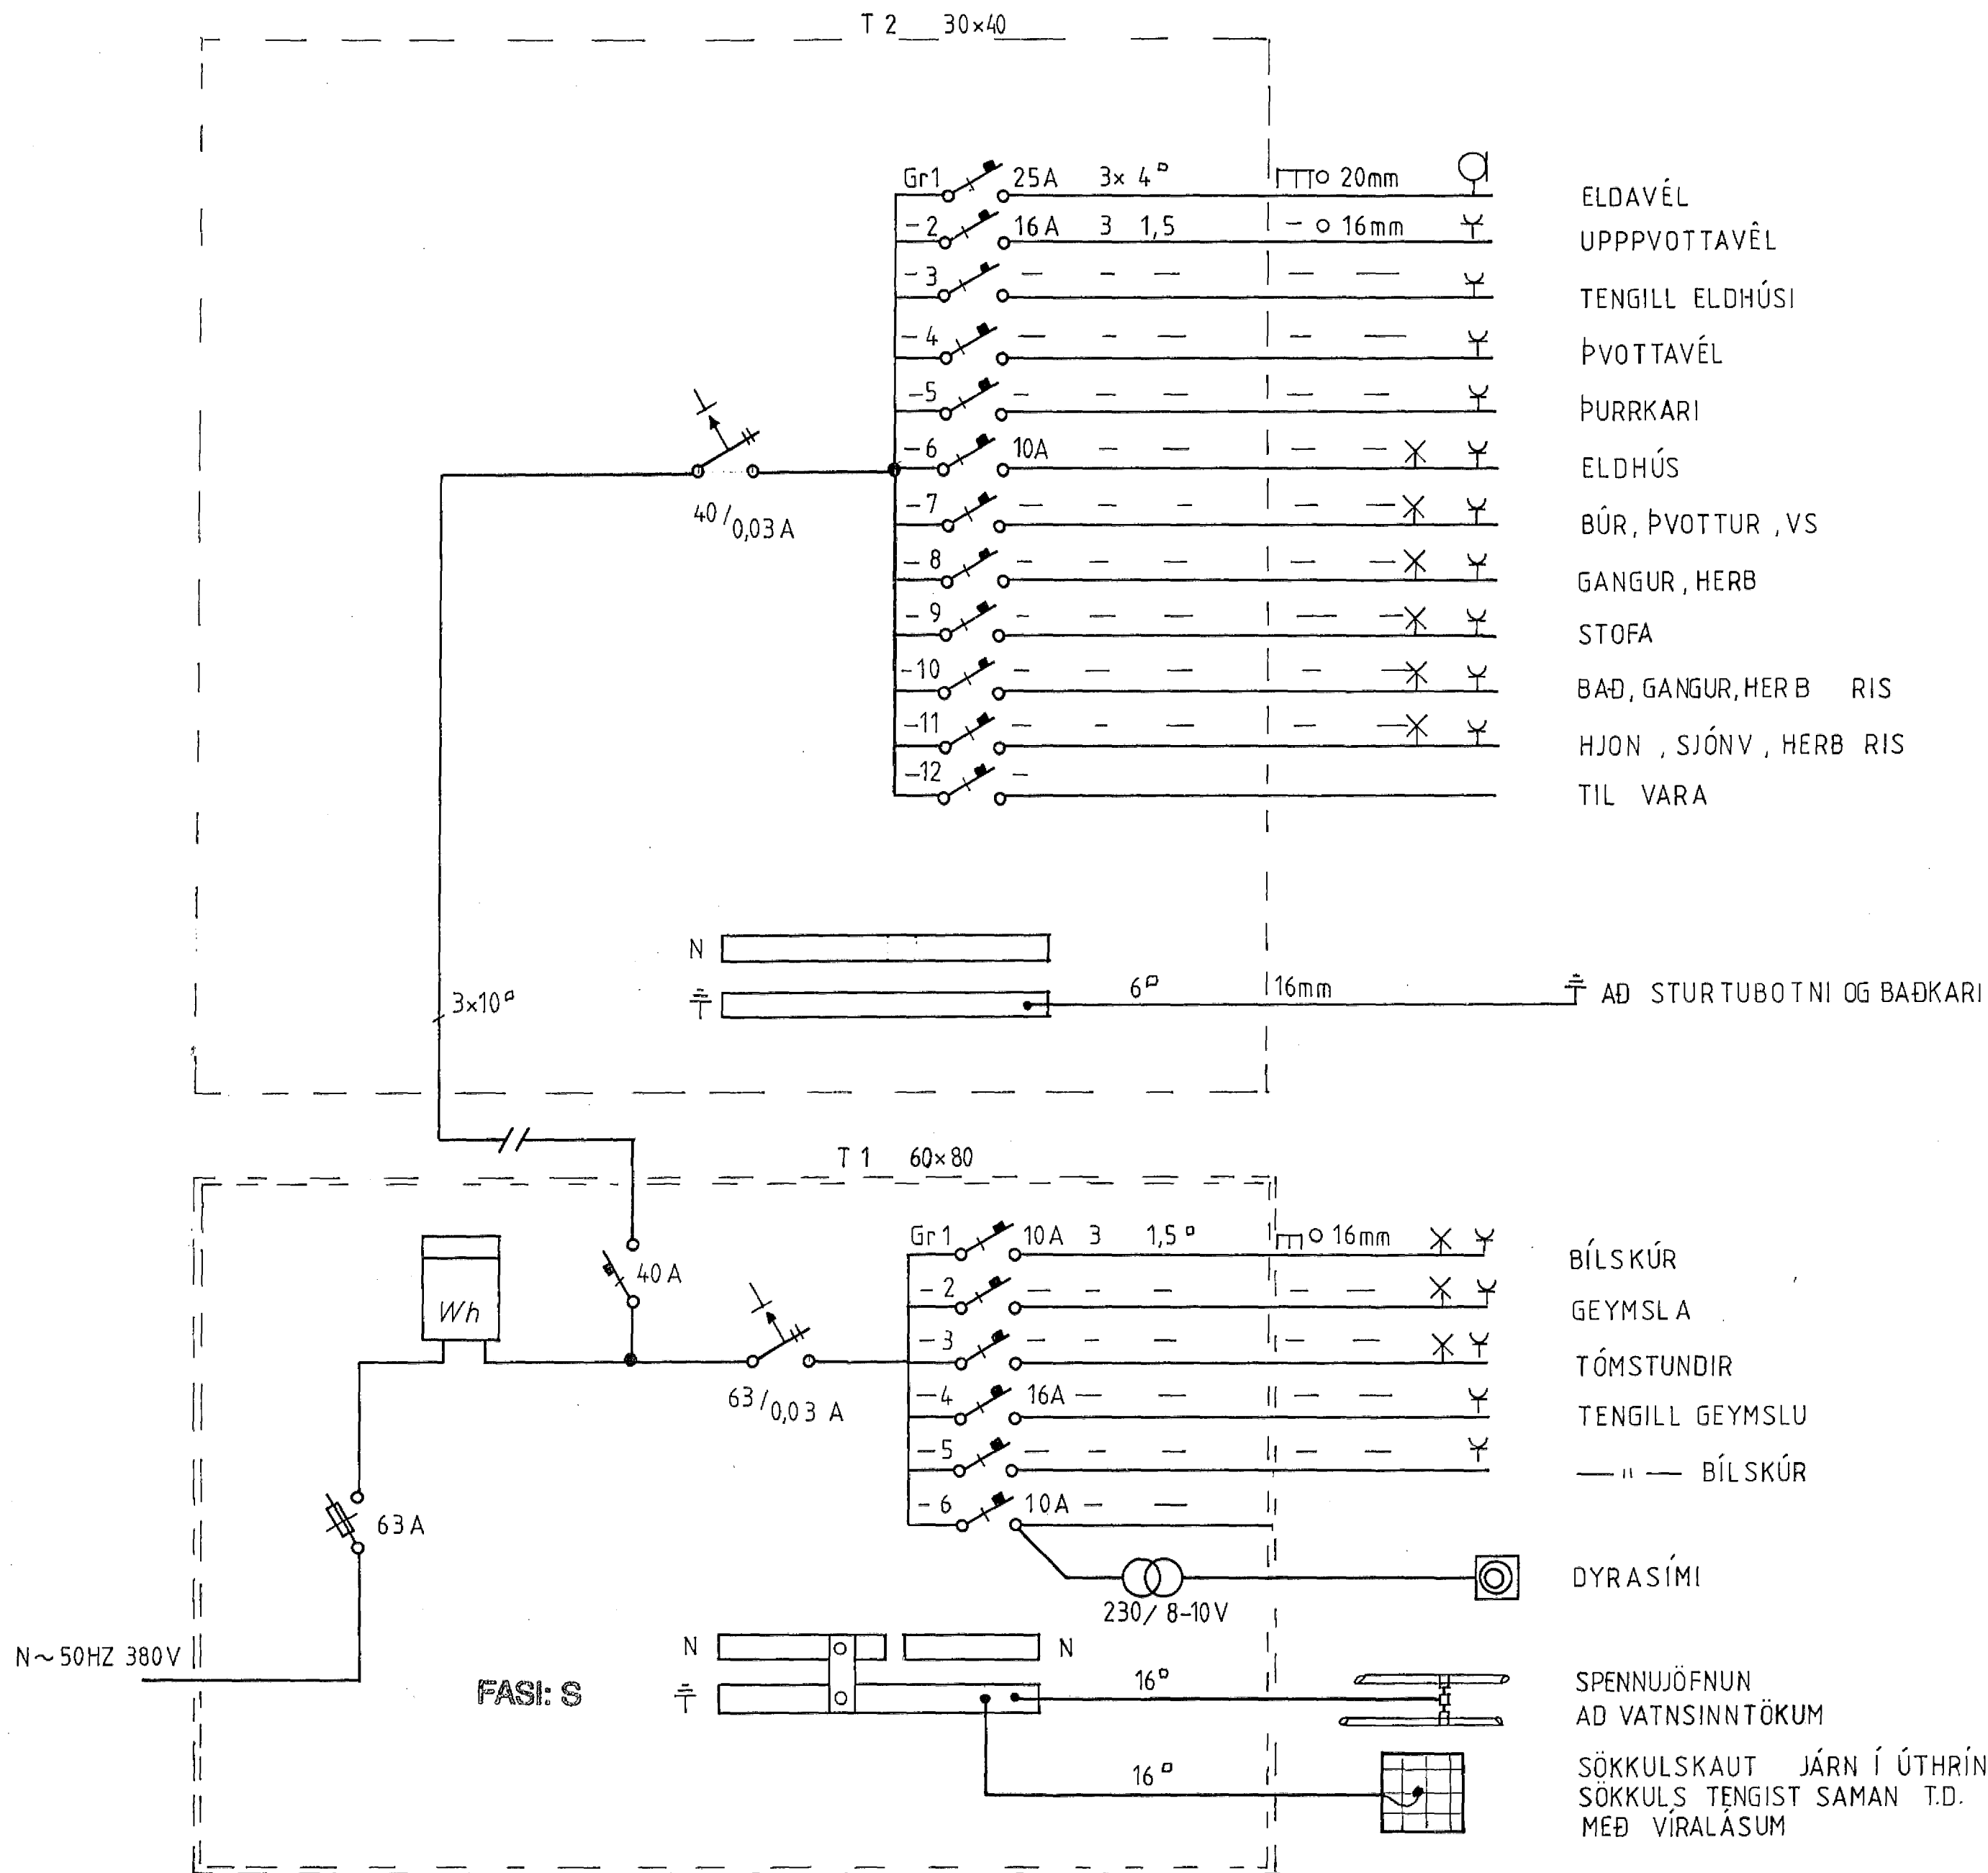 T 2 30×40
Gr1 25A 3× 4▫ 20mm ELDAVÉL
-2 16A 3 1,5 - 16mm UPPPVOTTAVÊL
-3 - - — — — TENGILL ELDHÚSI
-4 — - — - — ÞVOTTAVÉL
-5 - — — — — ÞURRKARI
-6 10A — — — — ELDHÚS
-7 — — - — — BÚR, ÞVOTTUR , VS
-8 — — — — — GANGUR , HERB
-9 - — — — — STOFA
-10 - — — - — BAÐ, GANGUR, HERB RIS
-11 - - — - — HJON , SJÓNV , HERB RIS
-12 - TIL VARA
40/0,03 A
N
3×10▫
6▫ 16mm AÐ STURTUBOTNI OG BAÐKARI
T 1 60×80
Gr 1 10A 3 1,5▫ 16mm BÍLSKÚR
-2 — - — - — GEYMSLA
-3 — - — - — TÓMSTUNDIR
-4 16A — — — — TENGILL GEYMSLU
-5 — — — — — —"— BÍLSKÚR
-6 10A — —
Wh
40A
63/0,03 A
63A
DYRASÍMI
230/ 8-10V
N~50HZ 380V
FASI: S
N N
16▫ SPENNUJÖFNUN
AÐ VATNSINNTÖKUM
16▫ SÖKKULSKAUT JÁRN Í ÚTHRÍN
SÖKKULS TENGIST SAMAN T.D.
MEÐ VÍRALÁSUM